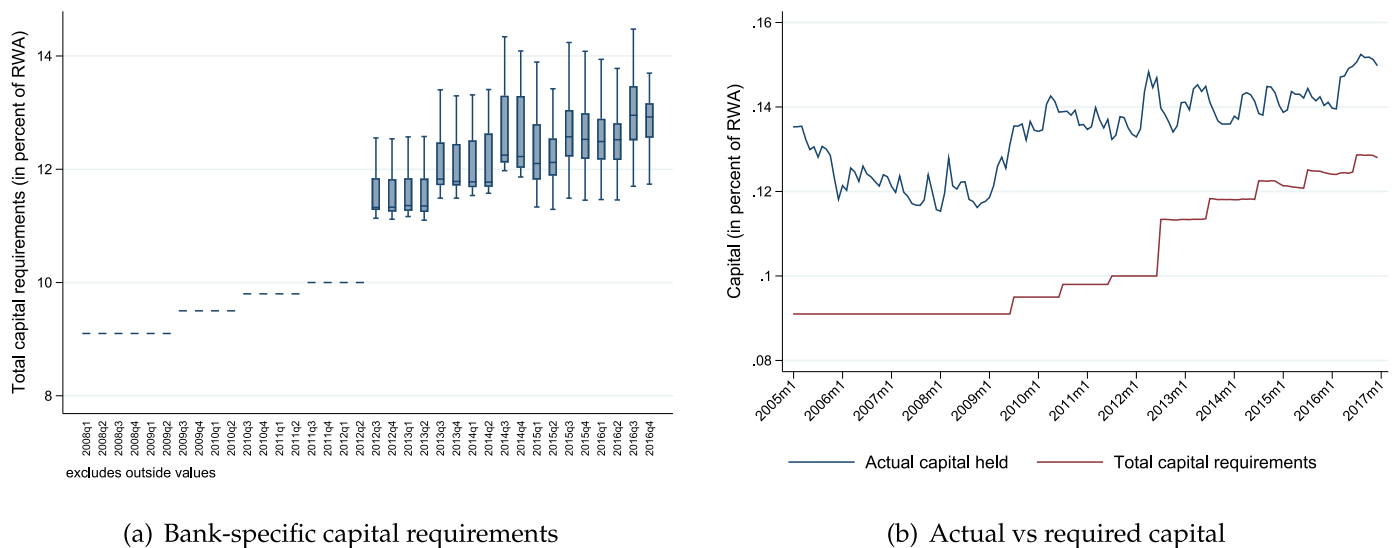 Total capital requirements (in percent of RWA)
14
12
10
8
2008q1
2008q2
2008q3
2008q4
2009q1
2009q2
2009q3
2009q4
2010q1
2010q2
2010q3
2010q4
2011q1
2011q2
2011q3
2011q4
2012q1
2012q2
2012q3
2012q4
2013q1
2013q2
2013q3
2013q4
2014q1
2014q2
2014q3
2014q4
2015q1
2015q2
2015q3
2015q4
2016q1
2016q2
2016q3
2016q4
excludes outside values
(a) Bank-specific capital requirements
Capital (in percent of RWA)
.16
.14
.12
.1
.08
2005m1
2006m1
2007m1
2008m1
2009m1
2010m1
2011m1
2012m1
2013m1
2014m1
2015m1
2016m1
2017m1
Actual capital held
Total capital requirements
(b) Actual vs required capital